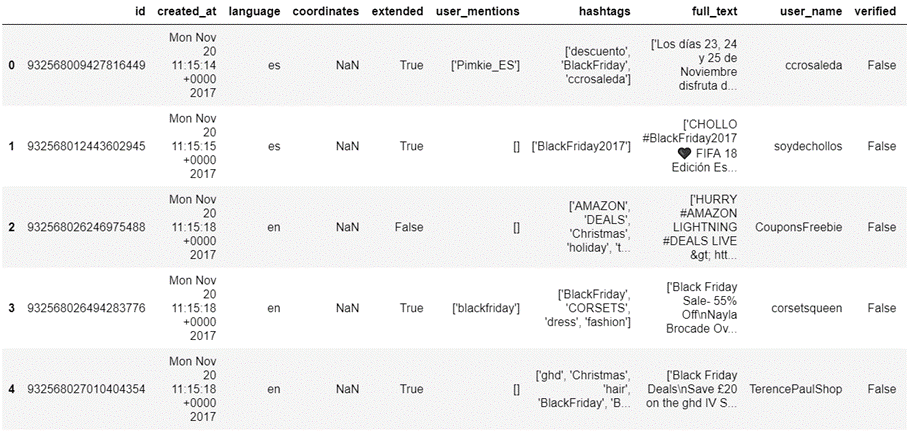 id created_at language coordinates extended user_mentions hashtags full_text user_name verified
0
932568009427816449
Mon Nov
20
11:15:14
+0000
2017
es
NaN
True
['Pimkie_ES']
['descuento',
'BlackFriday',
'ccrosaleda']
['Los días 23, 24
y 25 de
Noviembre
disfruta d...
ccrosaleda
False
1
932568012443602945
Mon Nov
20
11:15:15
+0000
2017
es
NaN
True
[]
['BlackFriday2017']
['CHOLLO
#BlackFriday2017
🖤 FIFA 18
Edición Es...
soydechollos
False
2
932568026246975488
Mon Nov
20
11:15:18
+0000
2017
en
NaN
False
[]
['AMAZON',
'DEALS',
'Christmas',
'holiday', 't...
['HURRY
#AMAZON
LIGHTNING
#DEALS LIVE
&gt; htt...
CouponsFreebie
False
3
932568026494283776
Mon Nov
20
11:15:18
+0000
2017
en
NaN
True
['blackfriday']
['BlackFriday',
'CORSETS',
'dress', 'fashion']
['Black Friday
Sale- 55%
Off\nNayla
Brocade Ov...
corsetsqueen
False
4
932568027010404354
Mon Nov
20
11:15:18
+0000
2017
en
NaN
True
[]
['ghd', 'Christmas',
'hair',
'BlackFriday', 'B...
['Black Friday
Deals\nSave £20
on the ghd IV S...
TerencePaulShop
False